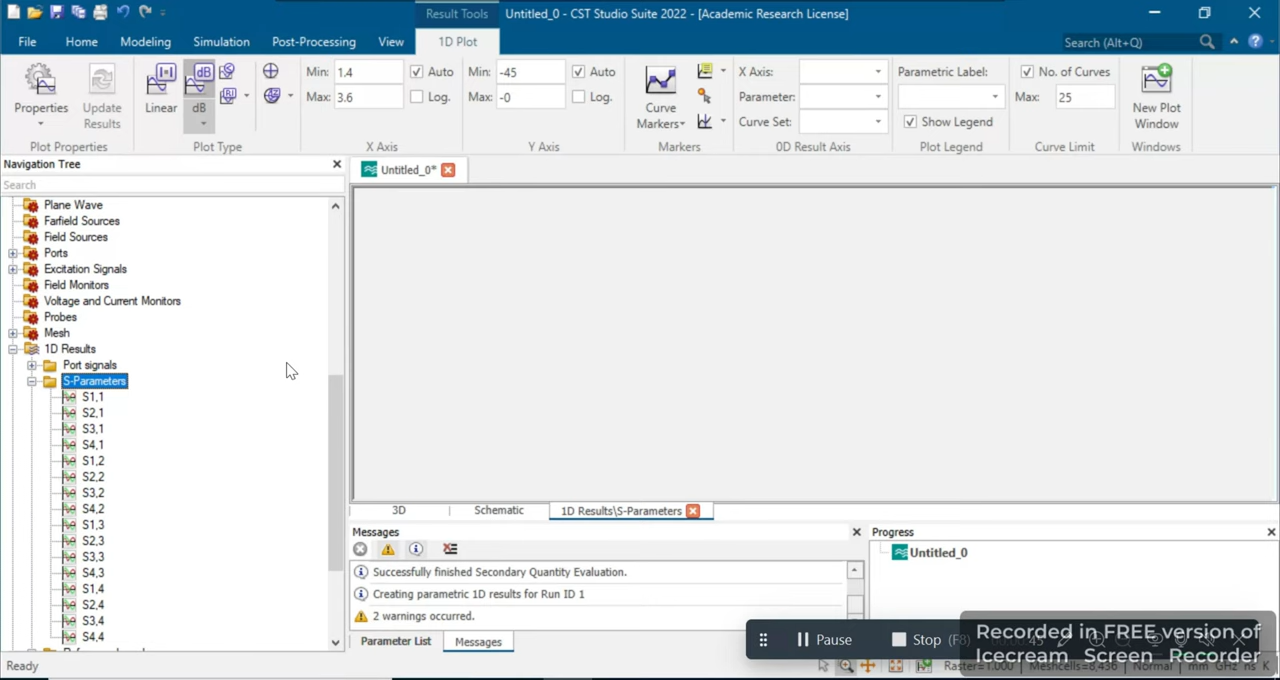 Result Tools
Untitled_0 - CST Studio Suite 2022 - [Academic Research License]
File Home Modeling Simulation Post-Processing View 1D Plot Search (Alt+Q)
Min: 1.4 Auto Min: -45 Auto X Axis: Parametric Label: No. of Curves
Properties Update Results Linear dB Max: 3.6 Log. Max: -0 Log. Curve Markers Parameter: Max: 25 New Plot Window
Curve Set: Show Legend
Plot Properties Plot Type X Axis Y Axis Markers 0D Result Axis Plot Legend Curve Limit Windows
Navigation Tree
Untitled_0*
Search
Plane Wave
Farfield Sources
Field Sources
Ports
Excitation Signals
Field Monitors
Voltage and Current Monitors
Probes
Mesh
1D Results
Port signals
S-Parameters
S1,1
S2,1
S3,1
S4,1
S1,2
S2,2
S3,2
S4,2
S1,3
S2,3
S3,3
S4,3
S1,4
S2,4
S3,4
S4,4
3D Schematic 1D Results\S-Parameters
Messages
Successfully finished Secondary Quantity Evaluation.
Creating parametric 1D results for Run ID 1
2 warnings occurred.
Parameter List Messages
Progress
Untitled_0
Pause Stop (F8)
Recorded in FREE version of
Icecream Screen Recorder
Ready
Raster=1.000 Meshcells=8,436 Normal mm GHz ns K